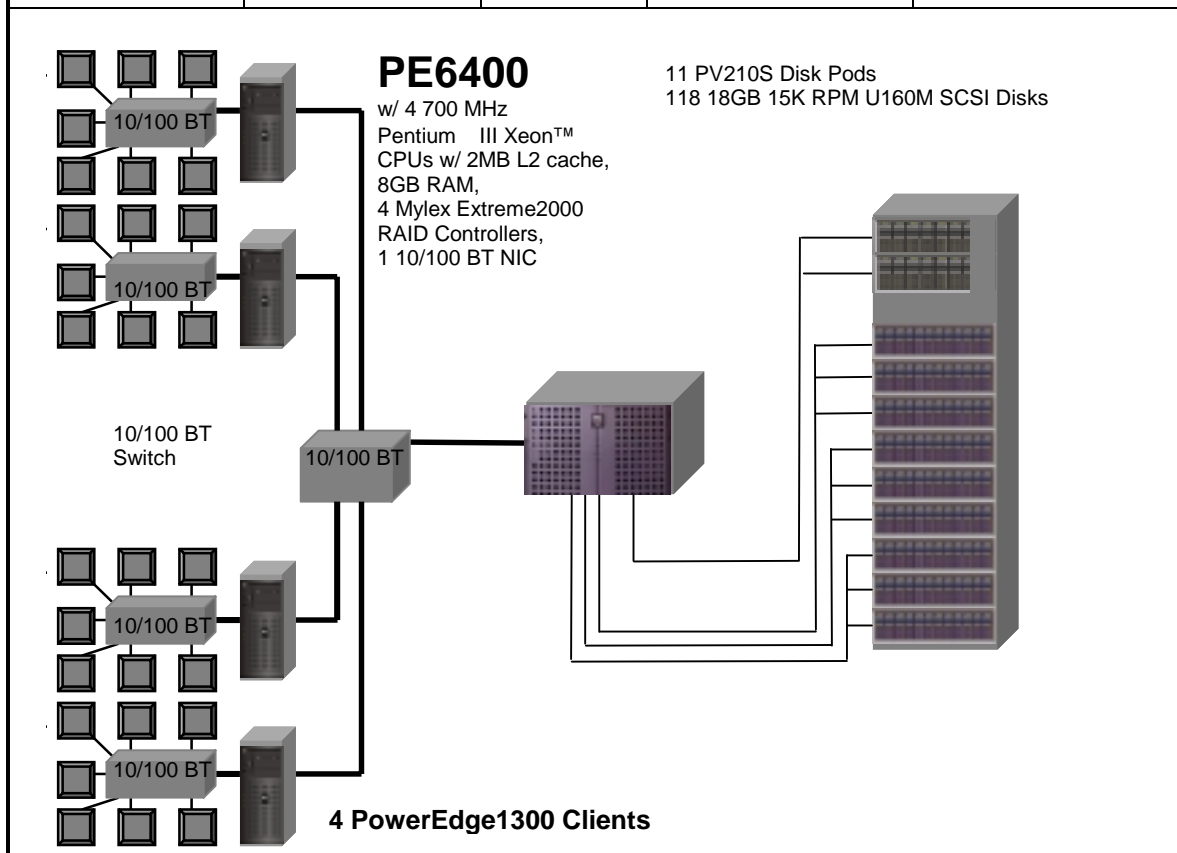 PE6400
w/ 4 700 MHz
Pentium III Xeon™
CPUs w/ 2MB L2 cache,
8GB RAM,
4 Mylex Extreme2000
RAID Controllers,
1 10/100 BT NIC
11 PV210S Disk Pods
118 18GB 15K RPM U160M SCSI Disks
10/100 BT
10/100 BT
10/100 BT
Switch
10/100 BT
10/100 BT
10/100 BT
4 PowerEdge1300 Clients